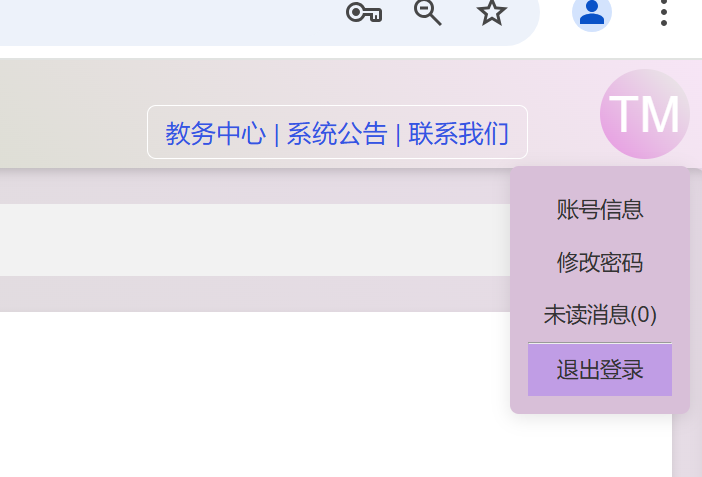 教务中心 | 系统公告 | 联系我们
TM
账号信息
修改密码
未读消息(0)
退出登录